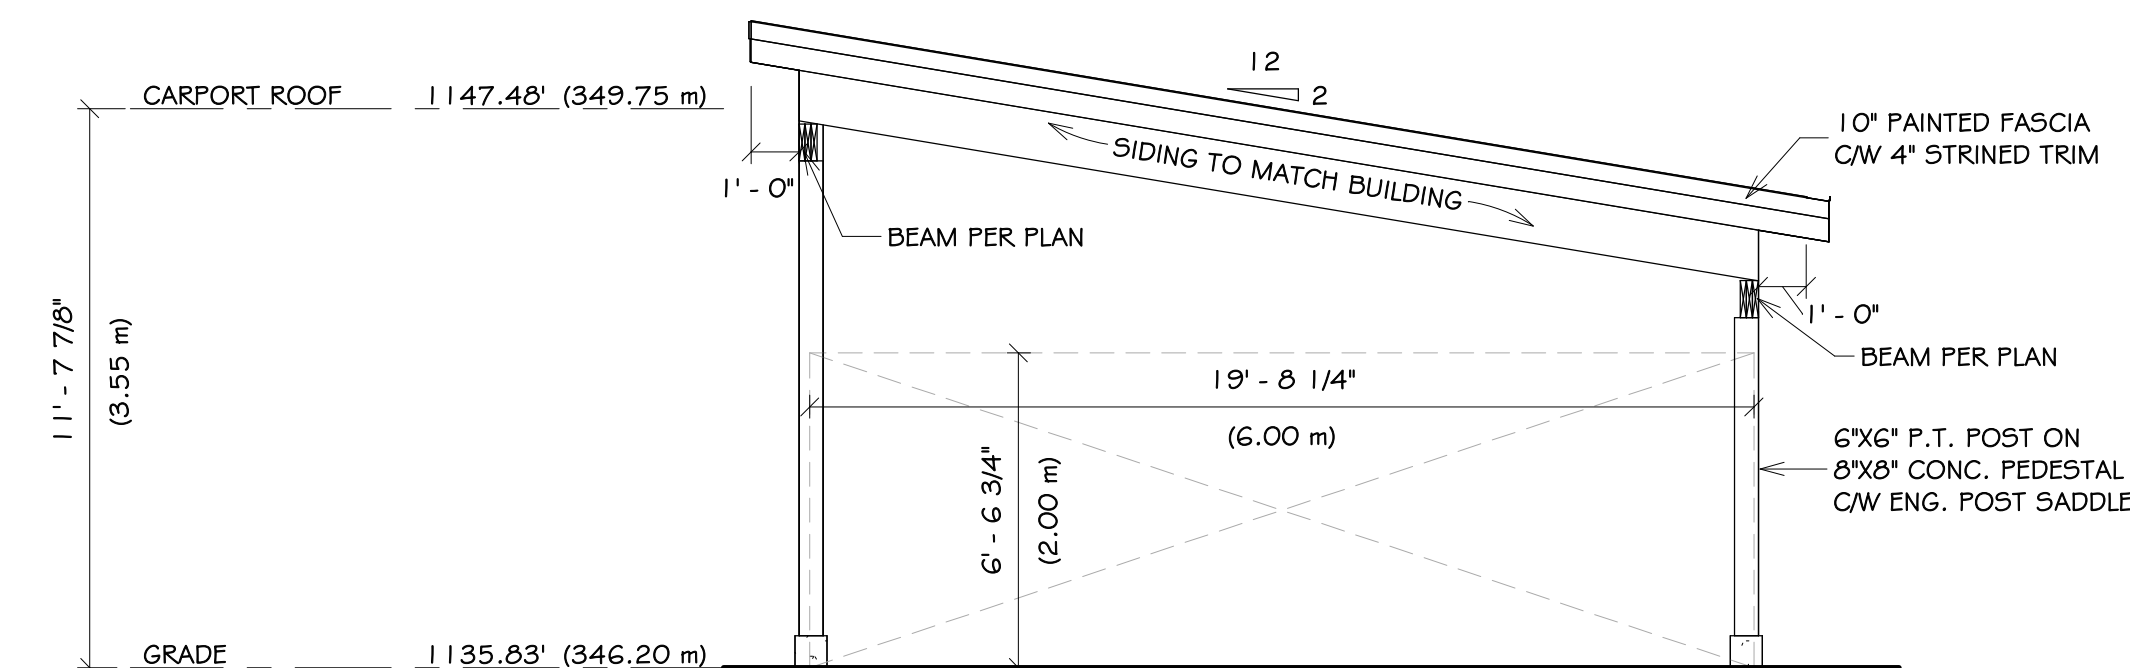 12
2
CARPORT ROOF 1147.48' (349.75 m)
10" PAINTED FASCIA
C/W 4" STRINED TRIM
SIDING TO MATCH BUILDING
1' - 0"
BEAM PER PLAN
1' - 0"
BEAM PER PLAN
11' - 7 7/8"
(3.55 m)
19' - 8 1/4"
(6.00 m)
6' - 6 3/4"
(2.00 m)
6"X6" P.T. POST ON
8"X8" CONC. PEDESTAL
C/W ENG. POST SADDLE
GRADE 1135.83' (346.20 m)